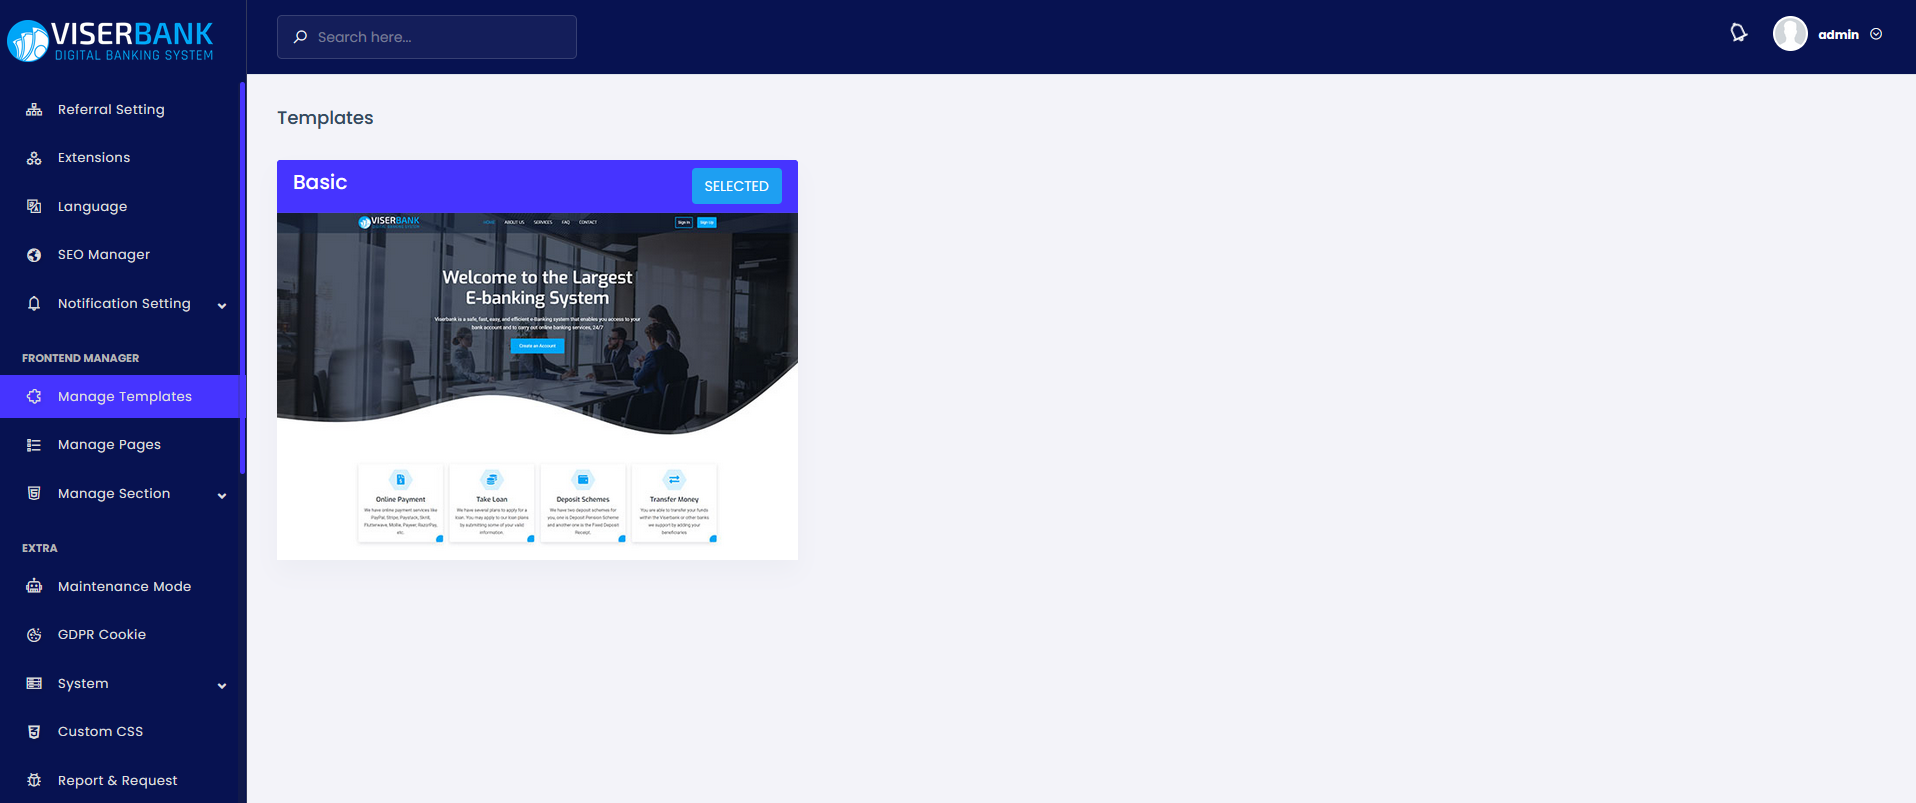 VISERBANK
DIGITAL BANKING SYSTEM
Search here...
admin
Referral Setting
Extensions
Language
SEO Manager
Notification Setting
FRONTEND MANAGER
Manage Templates
Manage Pages
Manage Section
EXTRA
Maintenance Mode
GDPR Cookie
System
Custom CSS
Report & Request
Templates
Basic
SELECTED
VISERBANK
HOME ABOUT US SERVICES FAQ CONTACT
Sign In Sign Up
Welcome to the Largest
E-banking System
Viserbank is a safe, fast, easy, and efficient e-Banking system that enables you access to your
bank account and to carry out online banking services, 24/7
Create an Account
Online Payment
We have online payment services like
PayPal, Stripe, Paystack, Skrill,
Flutterwave, Mollie, Payeer, RazorPay,
etc.
Take Loan
We have several plans to apply for a
loan. You may apply to our loan plans
by submitting some of your valid
information.
Deposit Schemes
We have two deposit schemes for
you, one is Deposit Pension Scheme
and another one is the Fixed Deposit
Receipt.
Transfer Money
You are able to transfer your funds
within the Viserbank or other banks
we support by adding your
beneficiaries